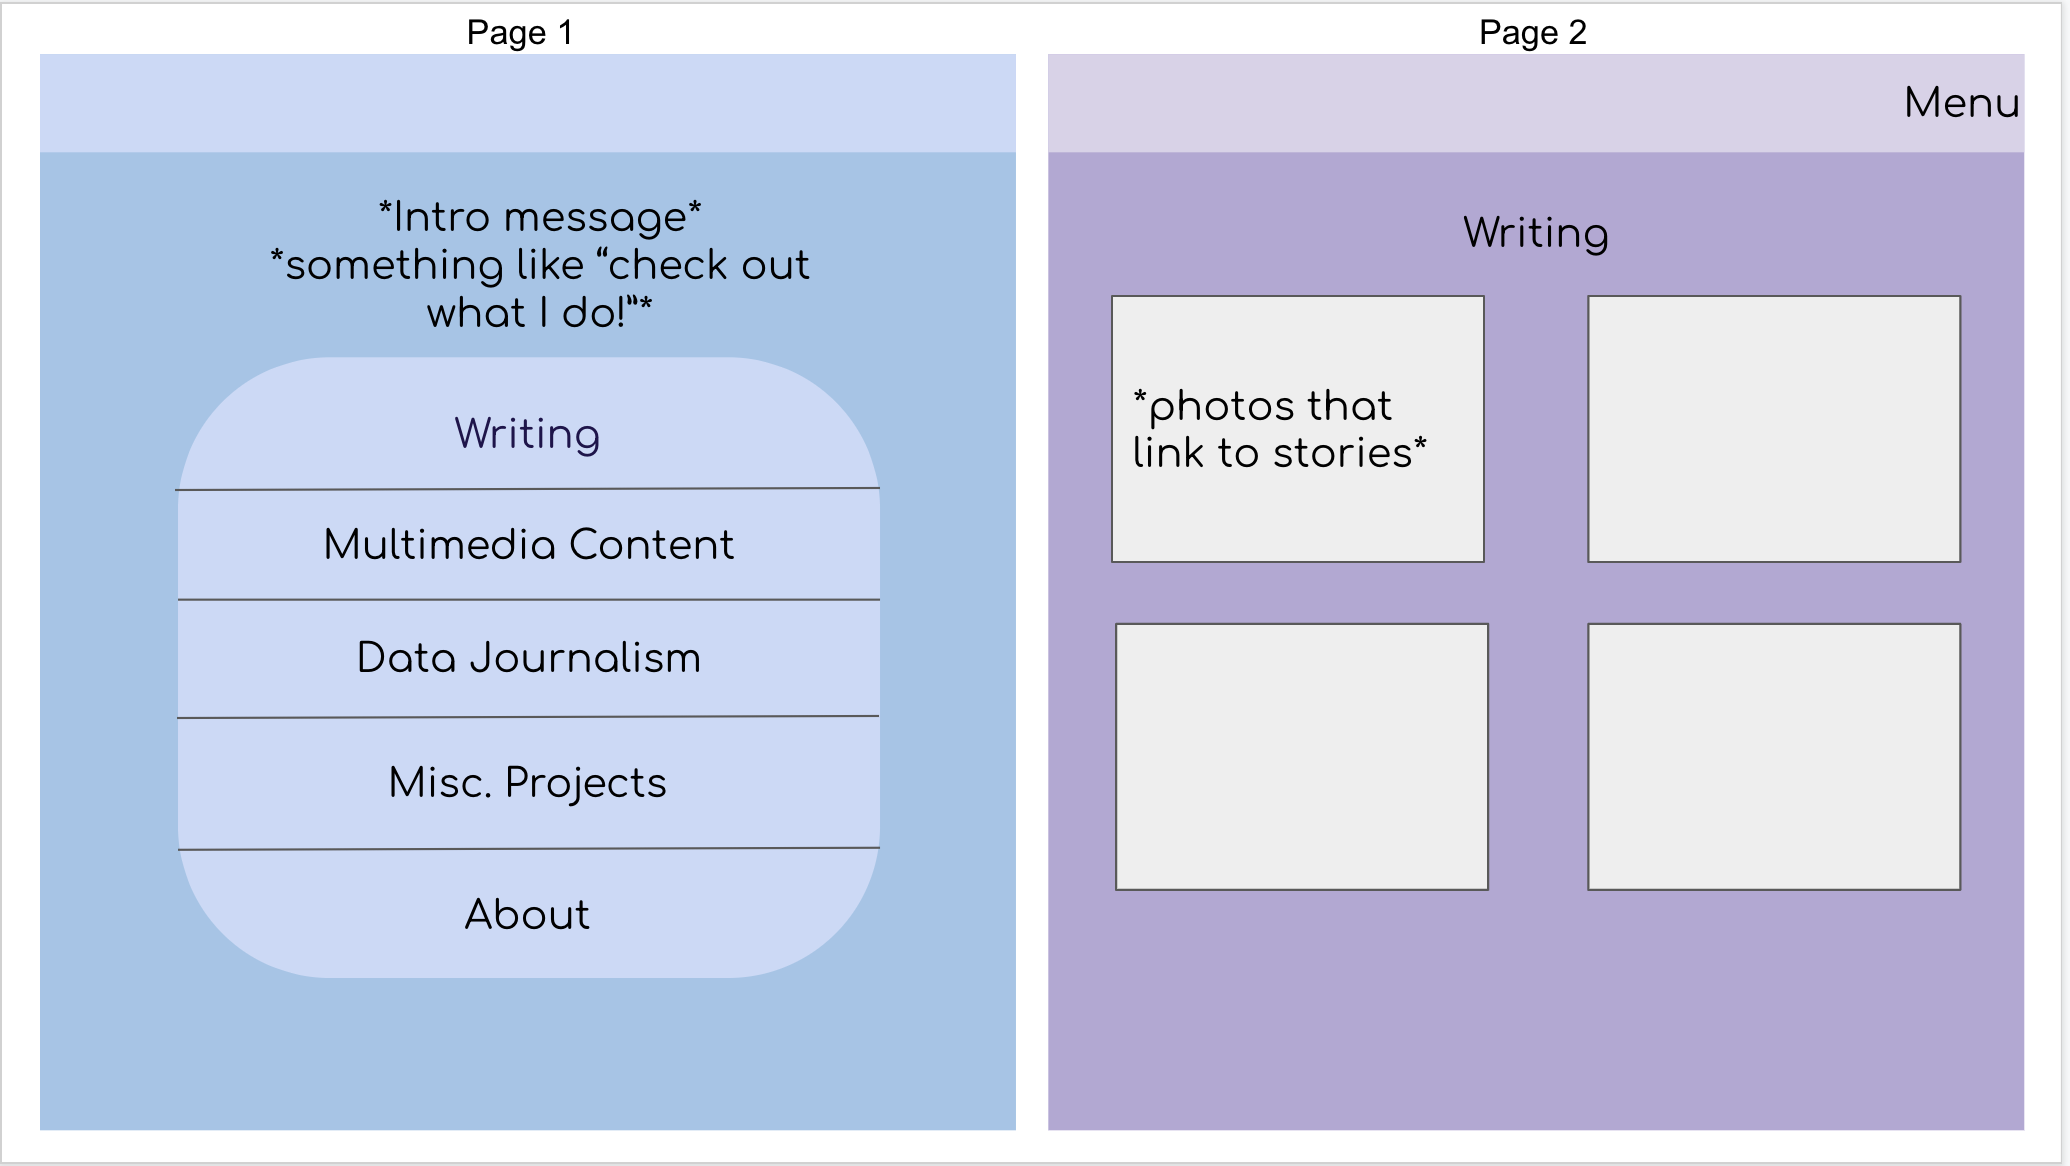 Page 1
*Intro message*
*something like “check out
what I do!”*
Writing
Multimedia Content
Data Journalism
Misc. Projects
About
Page 2
Menu
Writing
*photos that
link to stories*